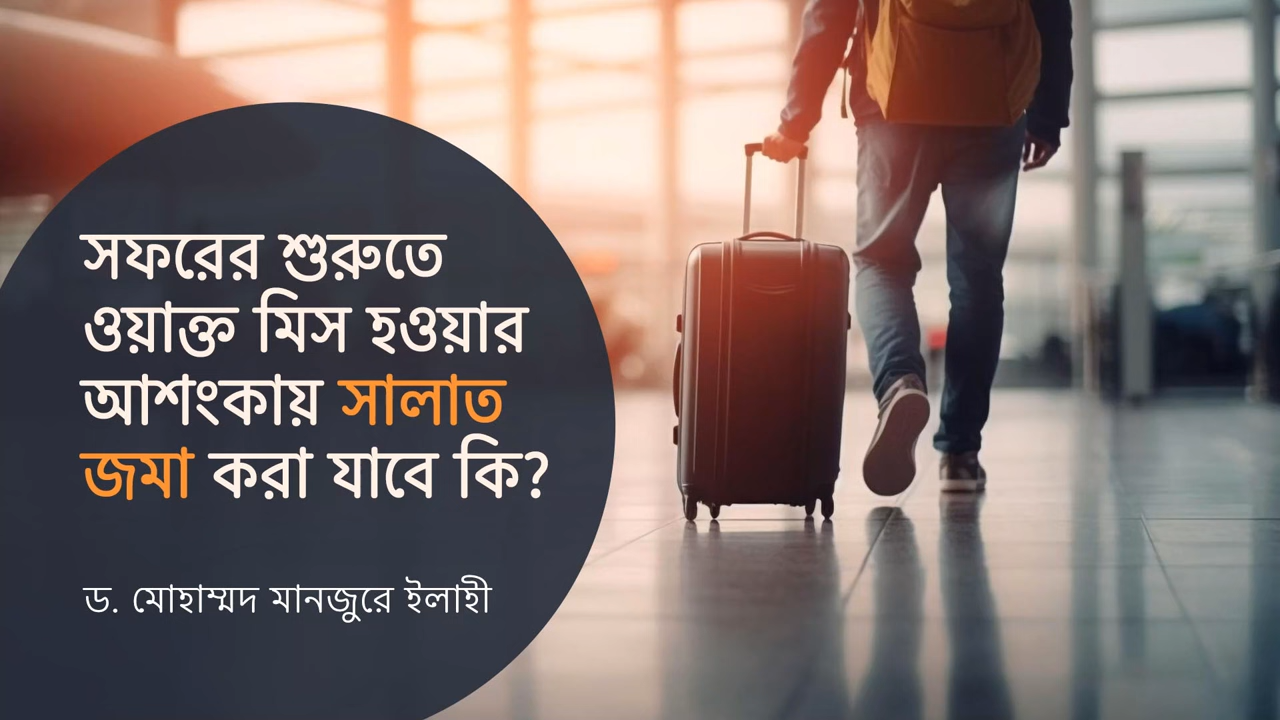 সফরের শুরুতে
ওয়াক্ত মিস হওয়ার
আশংকায় সালাত
জমা করা যাবে কি?
ড. মোহাম্মদ মানজুরে ইলাহী